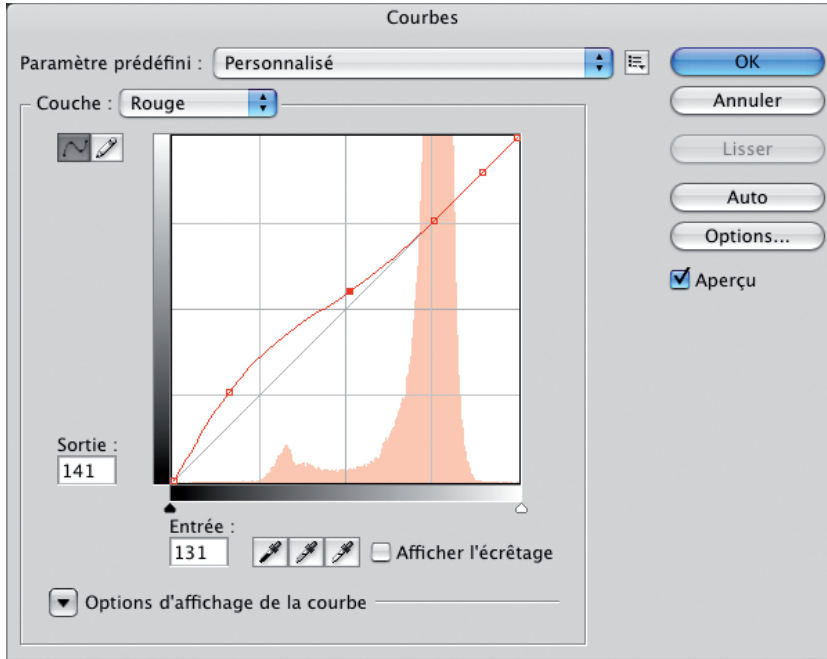 Courbes
Paramètre prédéfini : Personnalisé
OK
Couche : Rouge
Annuler
Lisser
Auto
Options...
Aperçu
Sortie :
141
Entrée :
131
Afficher l'écrêtage
Options d'affichage de la courbe